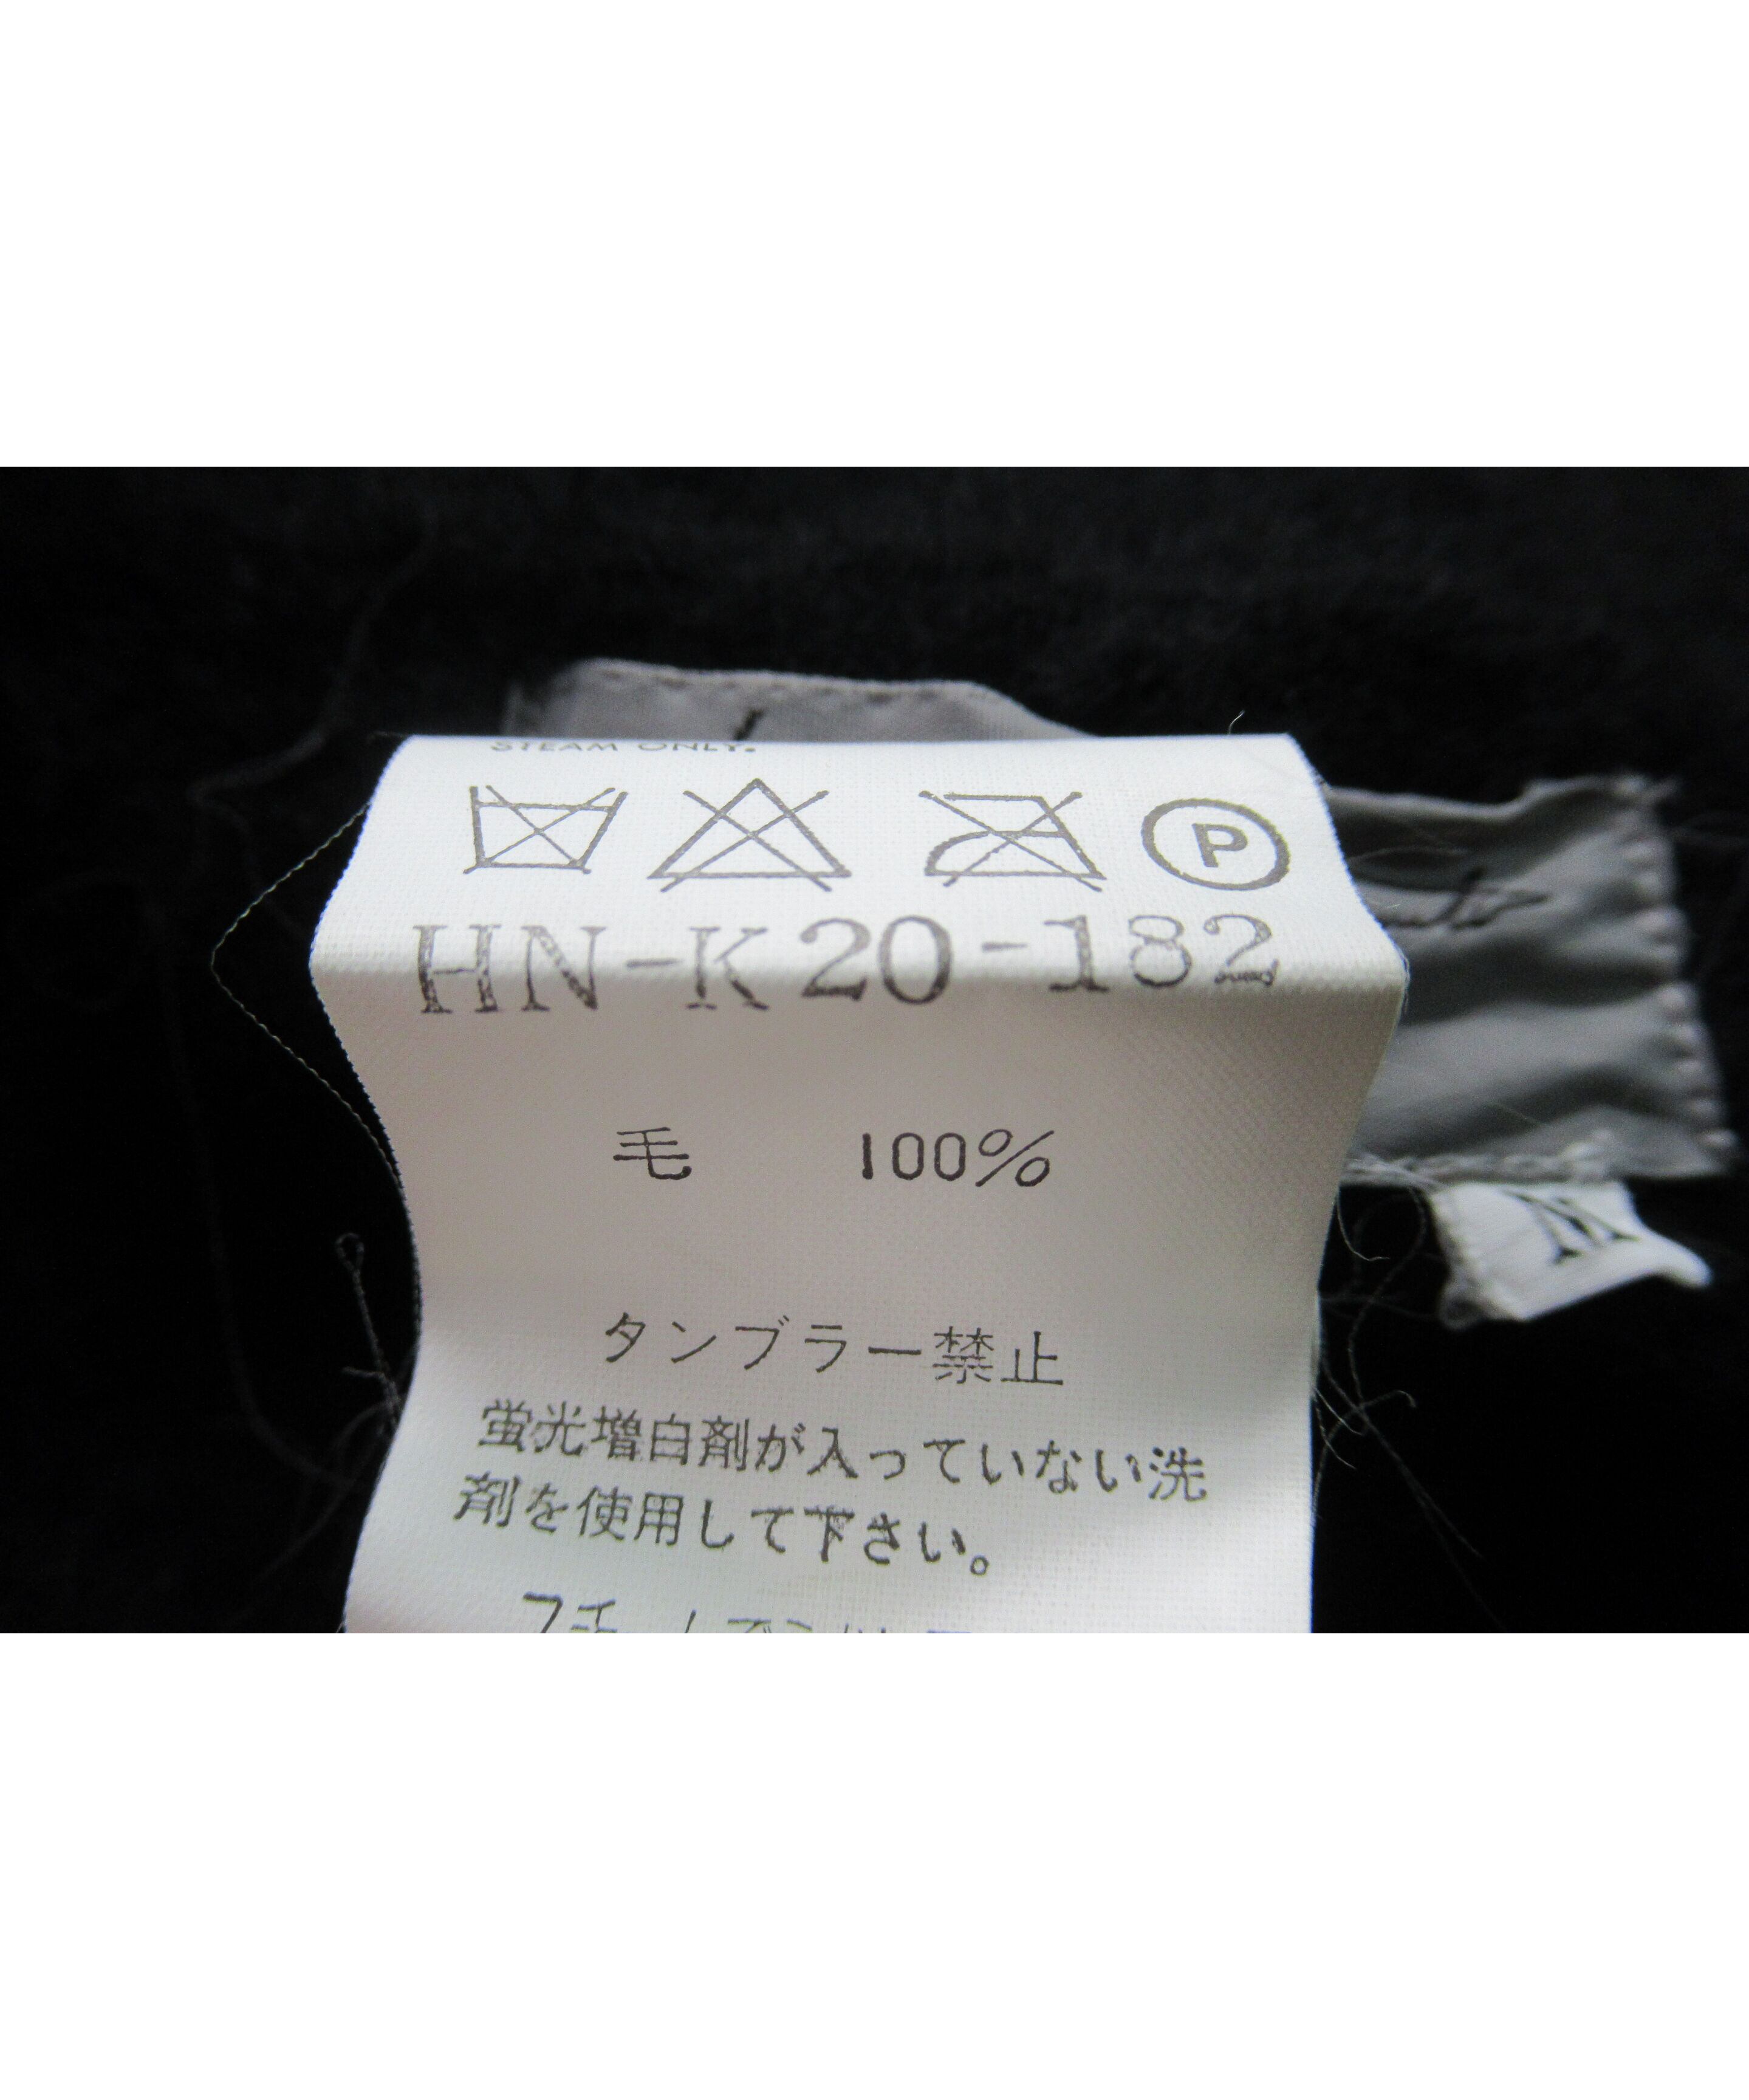 STEAM ONLY.
P
HN-K20-182
毛 100%
タンブラー禁止
蛍光増白剤が入っていない洗
剤を使用して下さい。
M